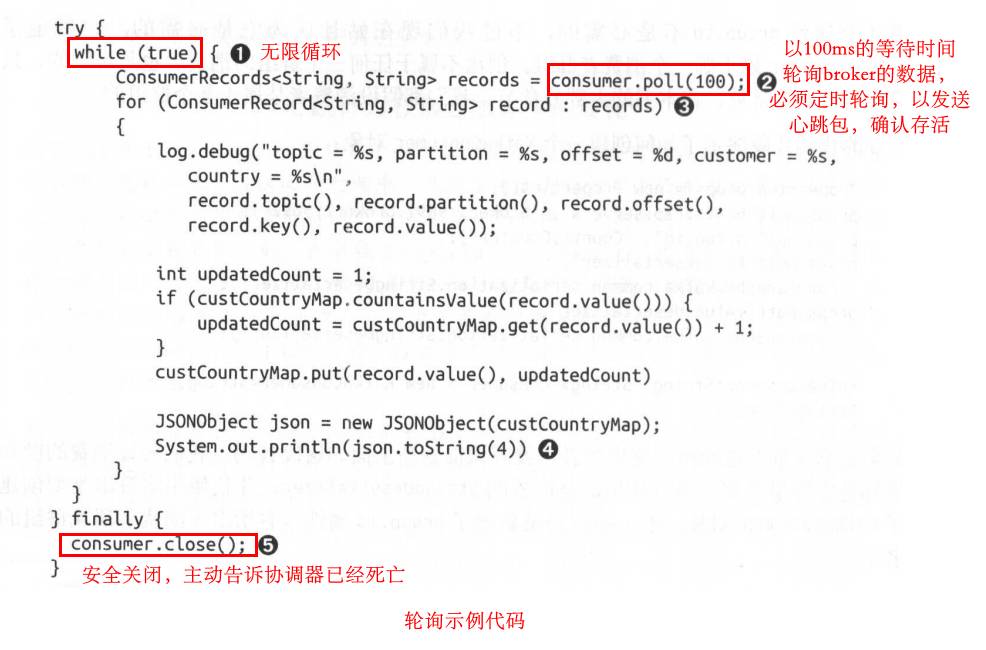 try {
while (true) { ❶ 无限循环
ConsumerRecords<String, String> records = consumer.poll(100); ❷
以100ms的等待时间
轮询broker的数据，
必须定时轮询，以发送
心跳包，确认存活
for (ConsumerRecord<String, String> record : records) ❸
{
log.debug("topic = %s, partition = %s, offset = %d, customer = %s,
country = %s\n",
record.topic(), record.partition(), record.offset(),
record.key(), record.value());
int updatedCount = 1;
if (custCountryMap.countainsValue(record.value())) {
updatedCount = custCountryMap.get(record.value()) + 1;
}
custCountryMap.put(record.value(), updatedCount)
JSONObject json = new JSONObject(custCountryMap);
System.out.println(json.toString(4)) ❹
}
}
} finally {
consumer.close(); ❺
}
安全关闭，主动告诉协调器已经死亡
轮询示例代码